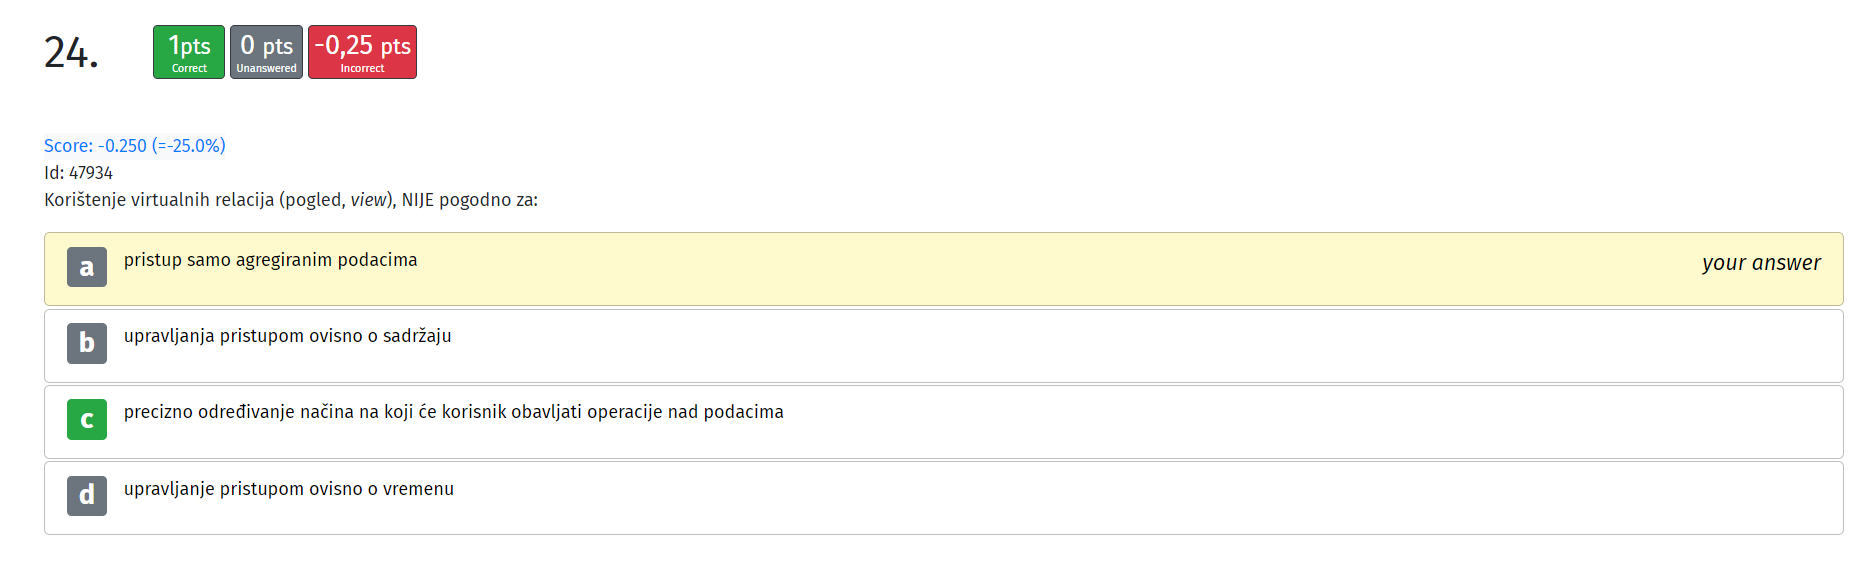 24.
1pts
Correct
0 pts
Unanswered
-0,25 pts
Incorrect
Score: -0.250 (=-25.0%)
Id: 47934
Korištenje virtualnih relacija (pogled, view), NIJE pogodno za:
a pristup samo agregiranim podacima your answer
b upravljanja pristupom ovisno o sadržaju
c precizno određivanje načina na koji će korisnik obavljati operacije nad podacima
d upravljanje pristupom ovisno o vremenu